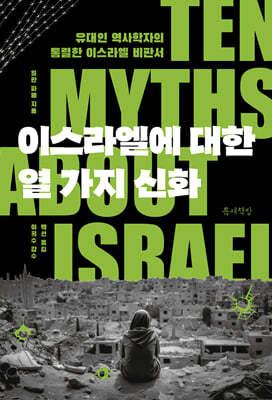 유대인 역사학자의
통렬한 이스라엘 비판서
일란 파페 지음
TEN
MYTHS
이스라엘에 대한
열 가지 신화
ABOUT
ISRAEL
틈새책방
백선 옮김
이희수 감수